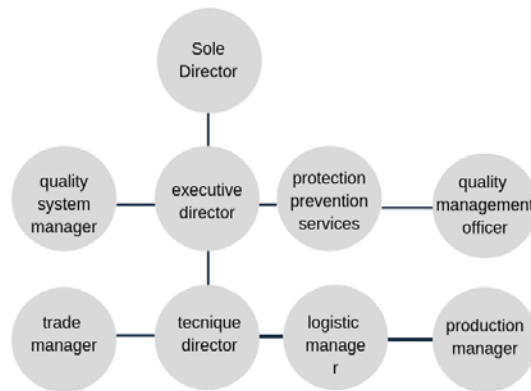 Sole
Director
quality
system
manager
executive
director
protection
prevention
services
quality
management
officer
trade
manager
tecnique
director
logistic
manage
r
production
manager